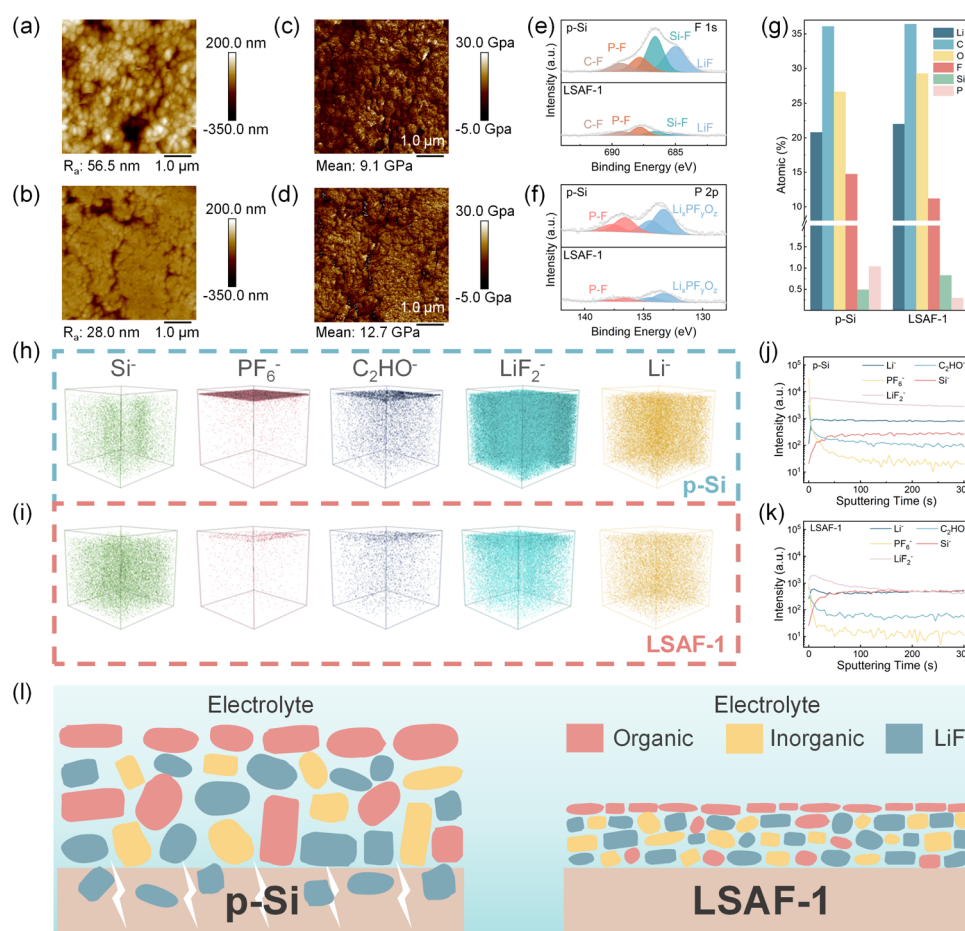 (a)
200.0 nm
-350.0 nm
Rₐ: 56.5 nm
1.0 μm
(b)
200.0 nm
-350.0 nm
Rₐ: 28.0 nm
1.0 μm
(c)
30.0 Gpa
-5.0 Gpa
1.0 μm
Mean: 9.1 GPa
(d)
30.0 Gpa
-5.0 Gpa
1.0 μm
Mean: 12.7 GPa
(e)
p-Si
F 1s
Si-F
P-F
C-F
LiF
LSAF-1
Si-F
P-F
C-F
LiF
690
685
Binding Energy (eV)
Intensity (a.u.)
(f)
p-Si
P 2p
LiₓPFᵧO_z
P-F
LSAF-1
LiₓPFᵧO_z
P-F
140
135
130
Binding Energy (eV)
Intensity (a.u.)
(g)
Li
C
O
F
Si
P
35
30
25
20
15
10
1.5
1.0
0.5
0.0
Atomic (%)
p-Si
LSAF-1
(h)
Si⁻
PF₆⁻
C₂HO⁻
LiF₂⁻
Li⁻
p-Si
(i)
LSAF-1
(j)
p-Si
Li⁻
C₂HO⁻
PF₆⁻
Si⁻
LiF₂⁻
10⁵
10⁴
10³
10²
10¹
Intensity (a.u.)
0
100
200
300
Sputtering Time (s)
(k)
LSAF-1
Li⁻
C₂HO⁻
PF₆⁻
Si⁻
LiF₂⁻
10⁵
10⁴
10³
10²
10¹
Intensity (a.u.)
0
100
200
300
Sputtering Time (s)
(l)
Electrolyte
p-Si
Electrolyte
Organic
Inorganic
LiF
LSAF-1